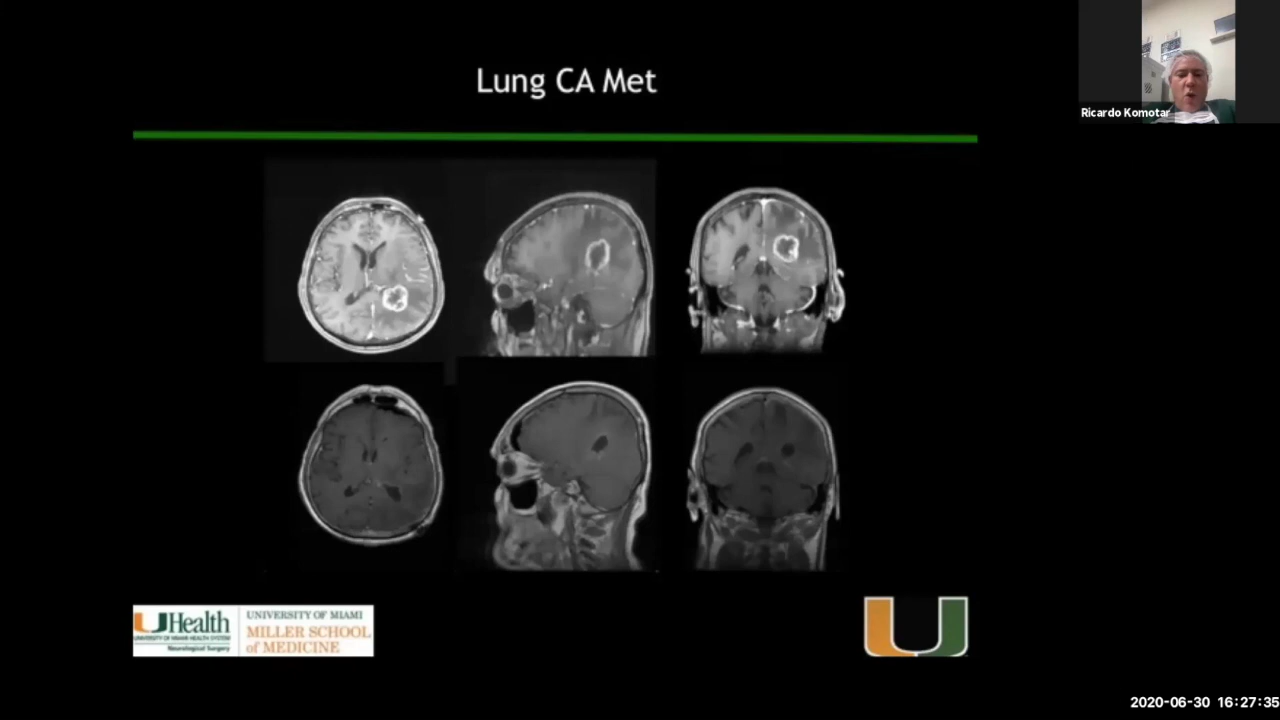 Lung CA Met
Ricardo Komotar
UHealth
UNIVERSITY OF MIAMI HEALTH SYSTEM
Neurological Surgery
UNIVERSITY OF MIAMI
MILLER SCHOOL
of MEDICINE
U
2020-06-30 16:27:35